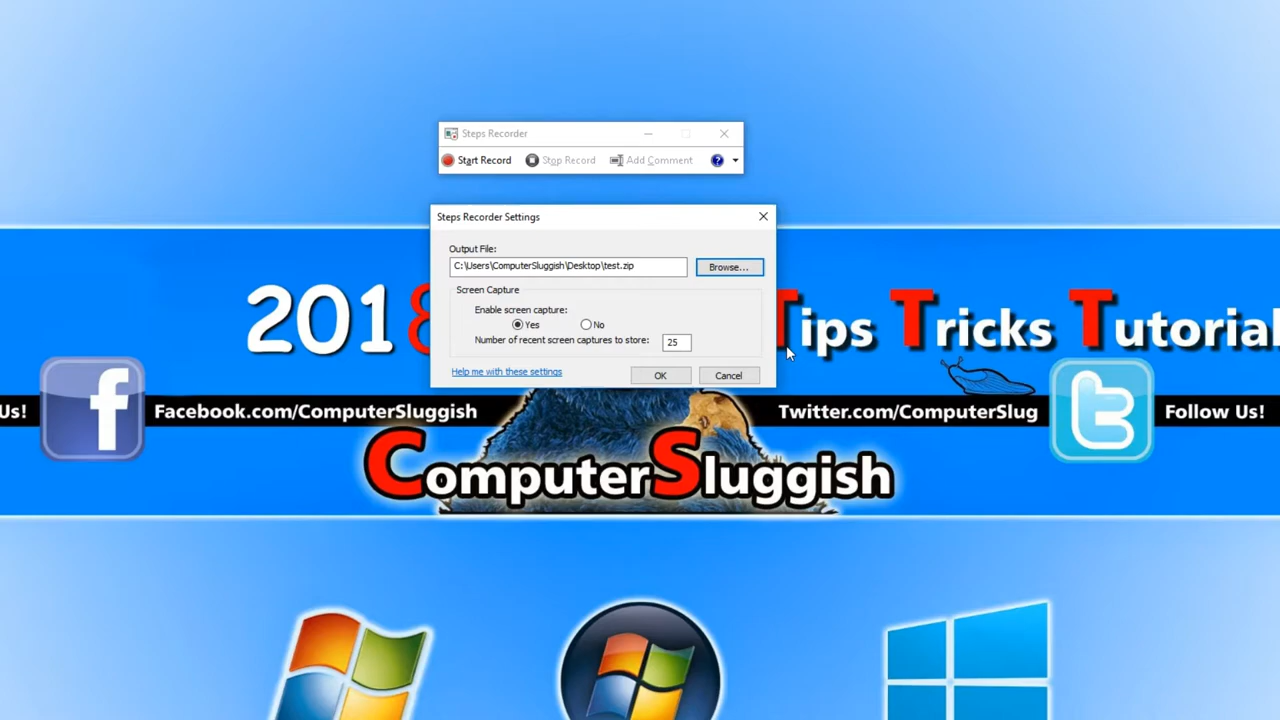 Steps Recorder
Start Record Stop Record Add Comment
Steps Recorder Settings
Output File:
C:\Users\ComputerSluggish\Desktop\test.zip Browse...
Screen Capture
Enable screen capture:
Yes No
Number of recent screen captures to store: 25
Help me with these settings OK Cancel
2018 Tips Tricks Tutorial
Us! Facebook.com/ComputerSluggish Twitter.com/ComputerSlug Follow Us!
ComputerSluggish